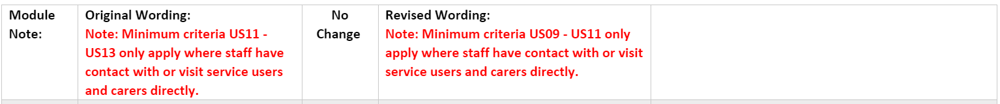 Module
Note:
Original Wording:
Note: Minimum criteria US11 -
US13 only apply where staff have
contact with or visit service users
and carers directly.
No
Change
Revised Wording:
Note: Minimum criteria US09 - US11 only
apply where staff have contact with or visit
service users and carers directly.